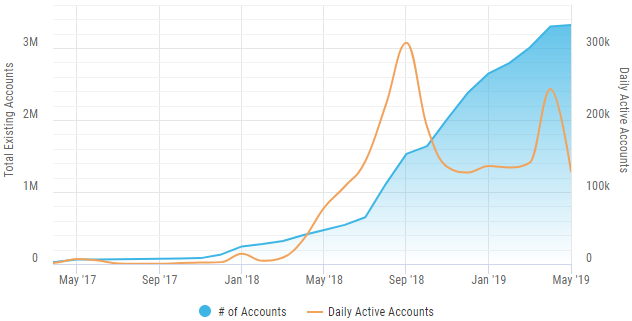 Total Existing Accounts
3M
2M
1M
0
300k
200k
100k
0
Daily Active Accounts
May '17
Sep '17
Jan '18
May '18
Sep '18
Jan '19
May '19
# of Accounts
Daily Active Accounts